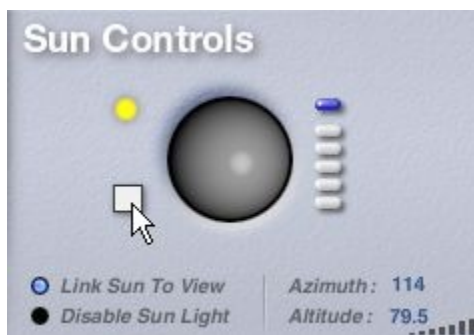 Sun Controls
Link Sun To View Azimuth: 114
Disable Sun Light Altitude: 79.5